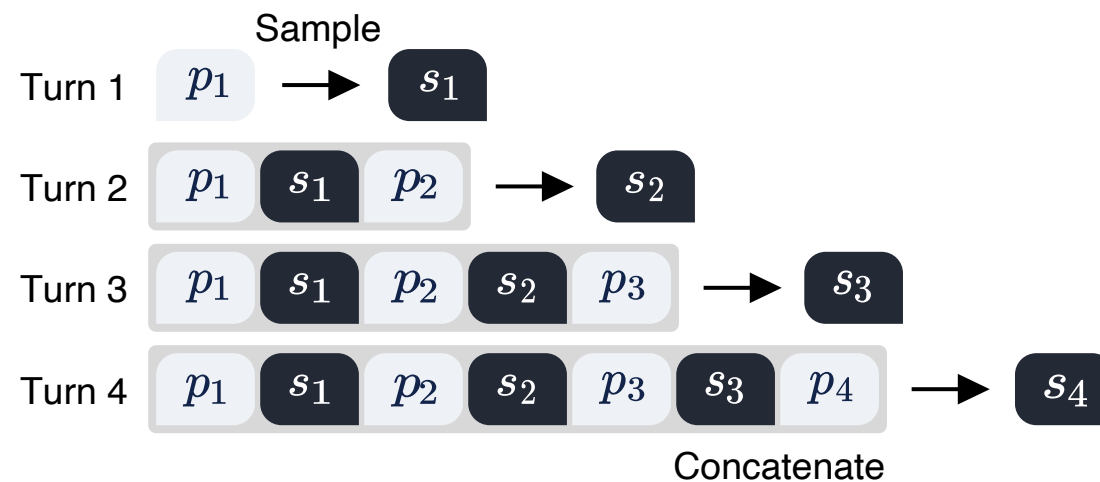 Sample
Turn 1 p₁ s₁
Turn 2 p₁ s₁ p₂ s₂
Turn 3 p₁ s₁ p₂ s₂ p₃ s₃
Turn 4 p₁ s₁ p₂ s₂ p₃ s₃ p₄ s₄
Concatenate